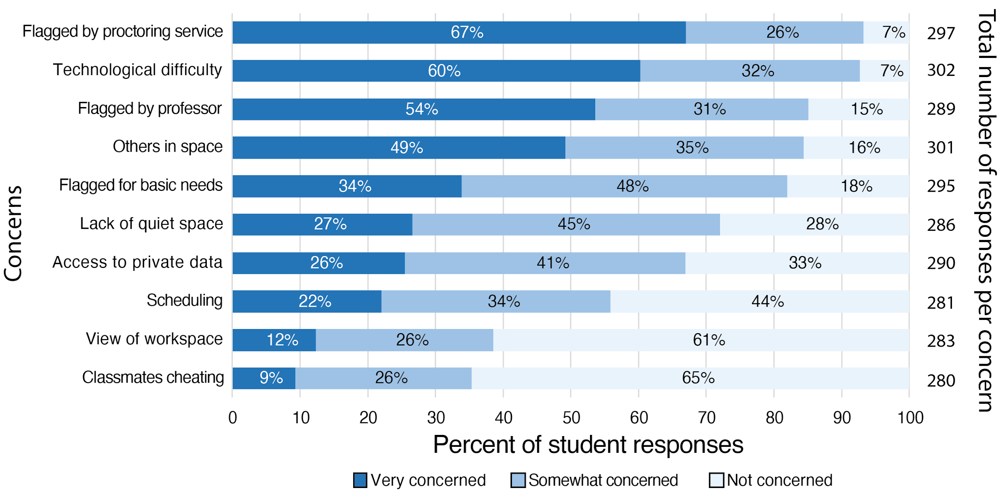 Flagged by proctoring service 67% 26% 7% 297
Technological difficulty 60% 32% 7% 302
Flagged by professor 54% 31% 15% 289
Others in space 49% 35% 16% 301
Flagged for basic needs 34% 48% 18% 295
Lack of quiet space 27% 45% 28% 286
Access to private data 26% 41% 33% 290
Scheduling 22% 34% 44% 281
View of workspace 12% 26% 61% 283
Classmates cheating 9% 26% 65% 280
Concerns
Total number of responses per concern
0 10 20 30 40 50 60 70 80 90 100
Percent of student responses
Very concerned Somewhat concerned Not concerned